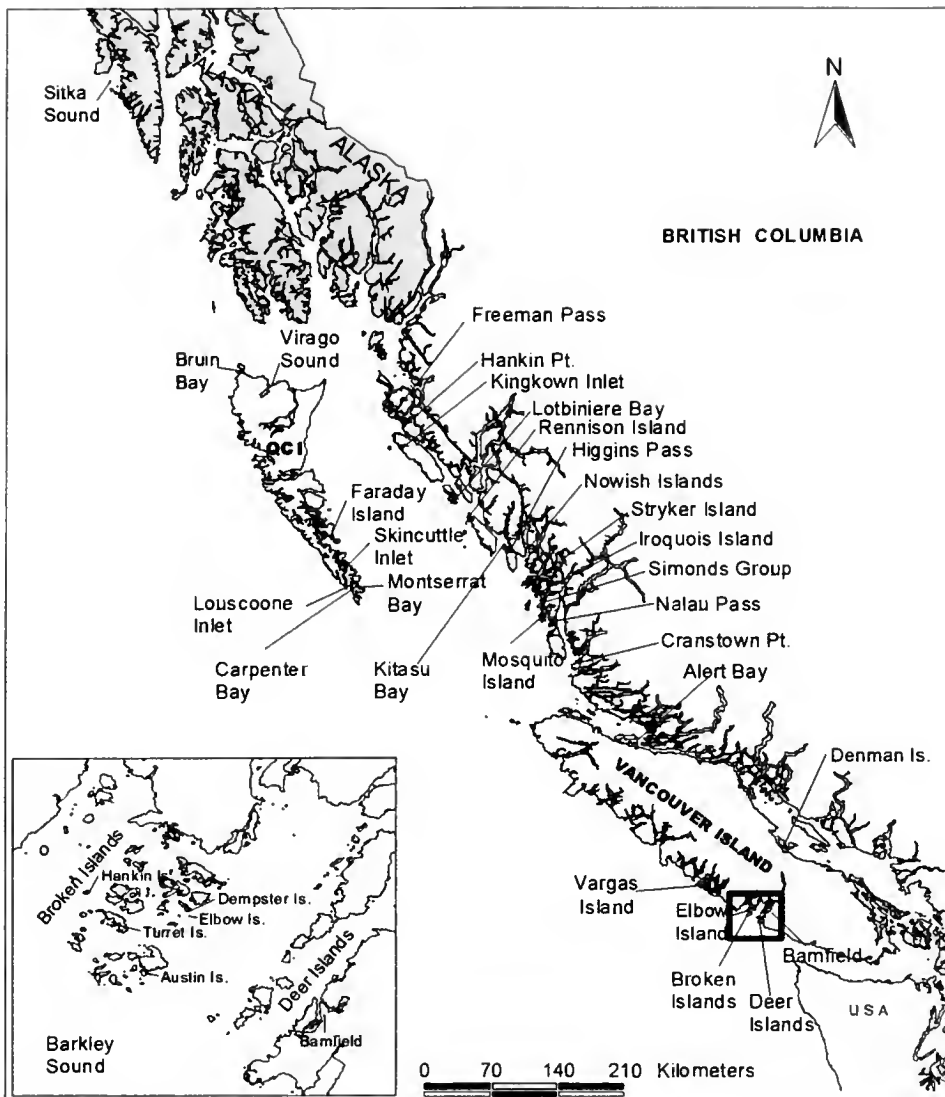 N
Sitka
Sound
ALASKA
ALASKA
BRITISH COLUMBIA
Freeman Pass
Virago
Sound
Bruin
Bay
Hankin Pt.
Kingkown Inlet
Lotbiniere Bay
Rennison Island
Higgins Pass
QCI
Nowish Islands
Faraday
Island
Stryker Island
Skincuttle
Inlet
Iroquois Island
Simonds Group
Montserrat
Bay
Louscoone
Inlet
Nalau Pass
Cranstown Pt.
Carpenter
Bay
Kitasu
Bay
Mosquito
Island
Alert Bay
VANCOUVER ISLAND
Denman Is.
Vargas
Island
Elbow
Island
Bamfield
Broken
Islands
Deer
Islands
USA
Broken Islands
Hankin Is.
Dempster Is.
Elbow Is.
Turret Is.
Austin Is.
Deer Islands
Bamfield
Barkley
Sound
0 70 140 210 Kilometers